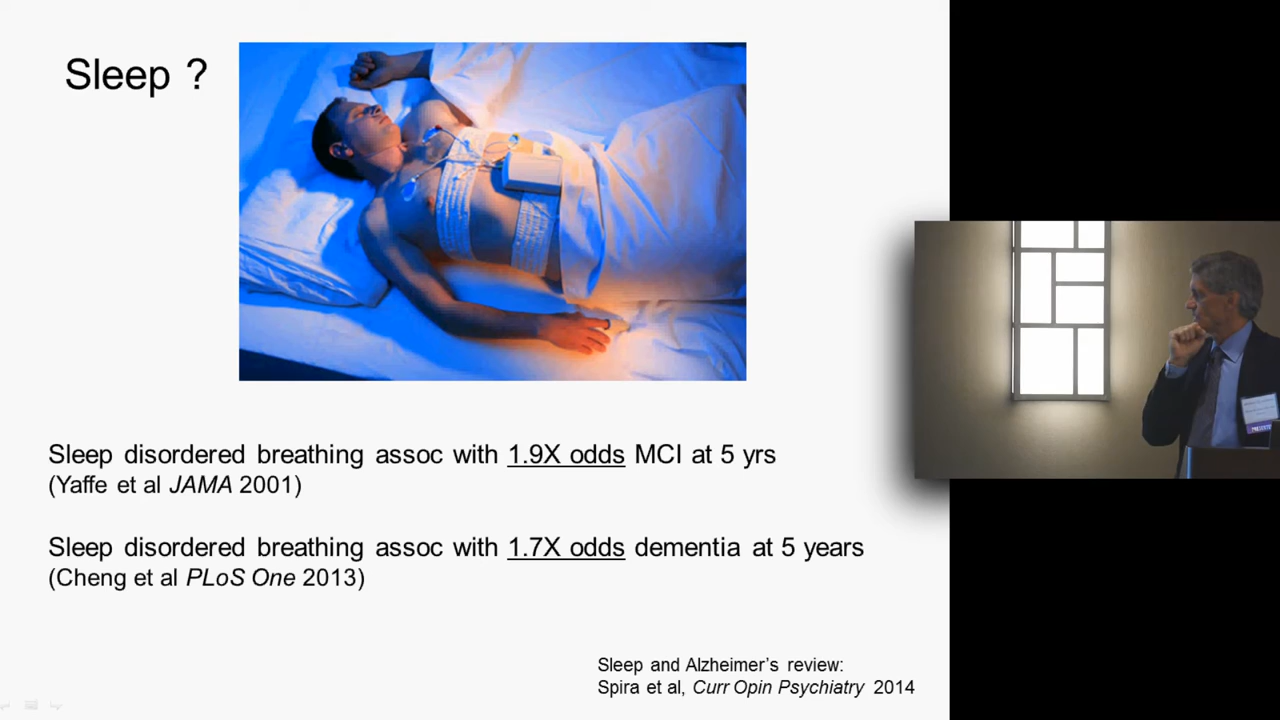 Sleep ?
Sleep disordered breathing assoc with 1.9X odds MCI at 5 yrs
(Yaffe et al JAMA 2001)
Sleep disordered breathing assoc with 1.7X odds dementia at 5 years
(Cheng et al PLoS One 2013)
Sleep and Alzheimer's review:
Spira et al, Curr Opin Psychiatry 2014